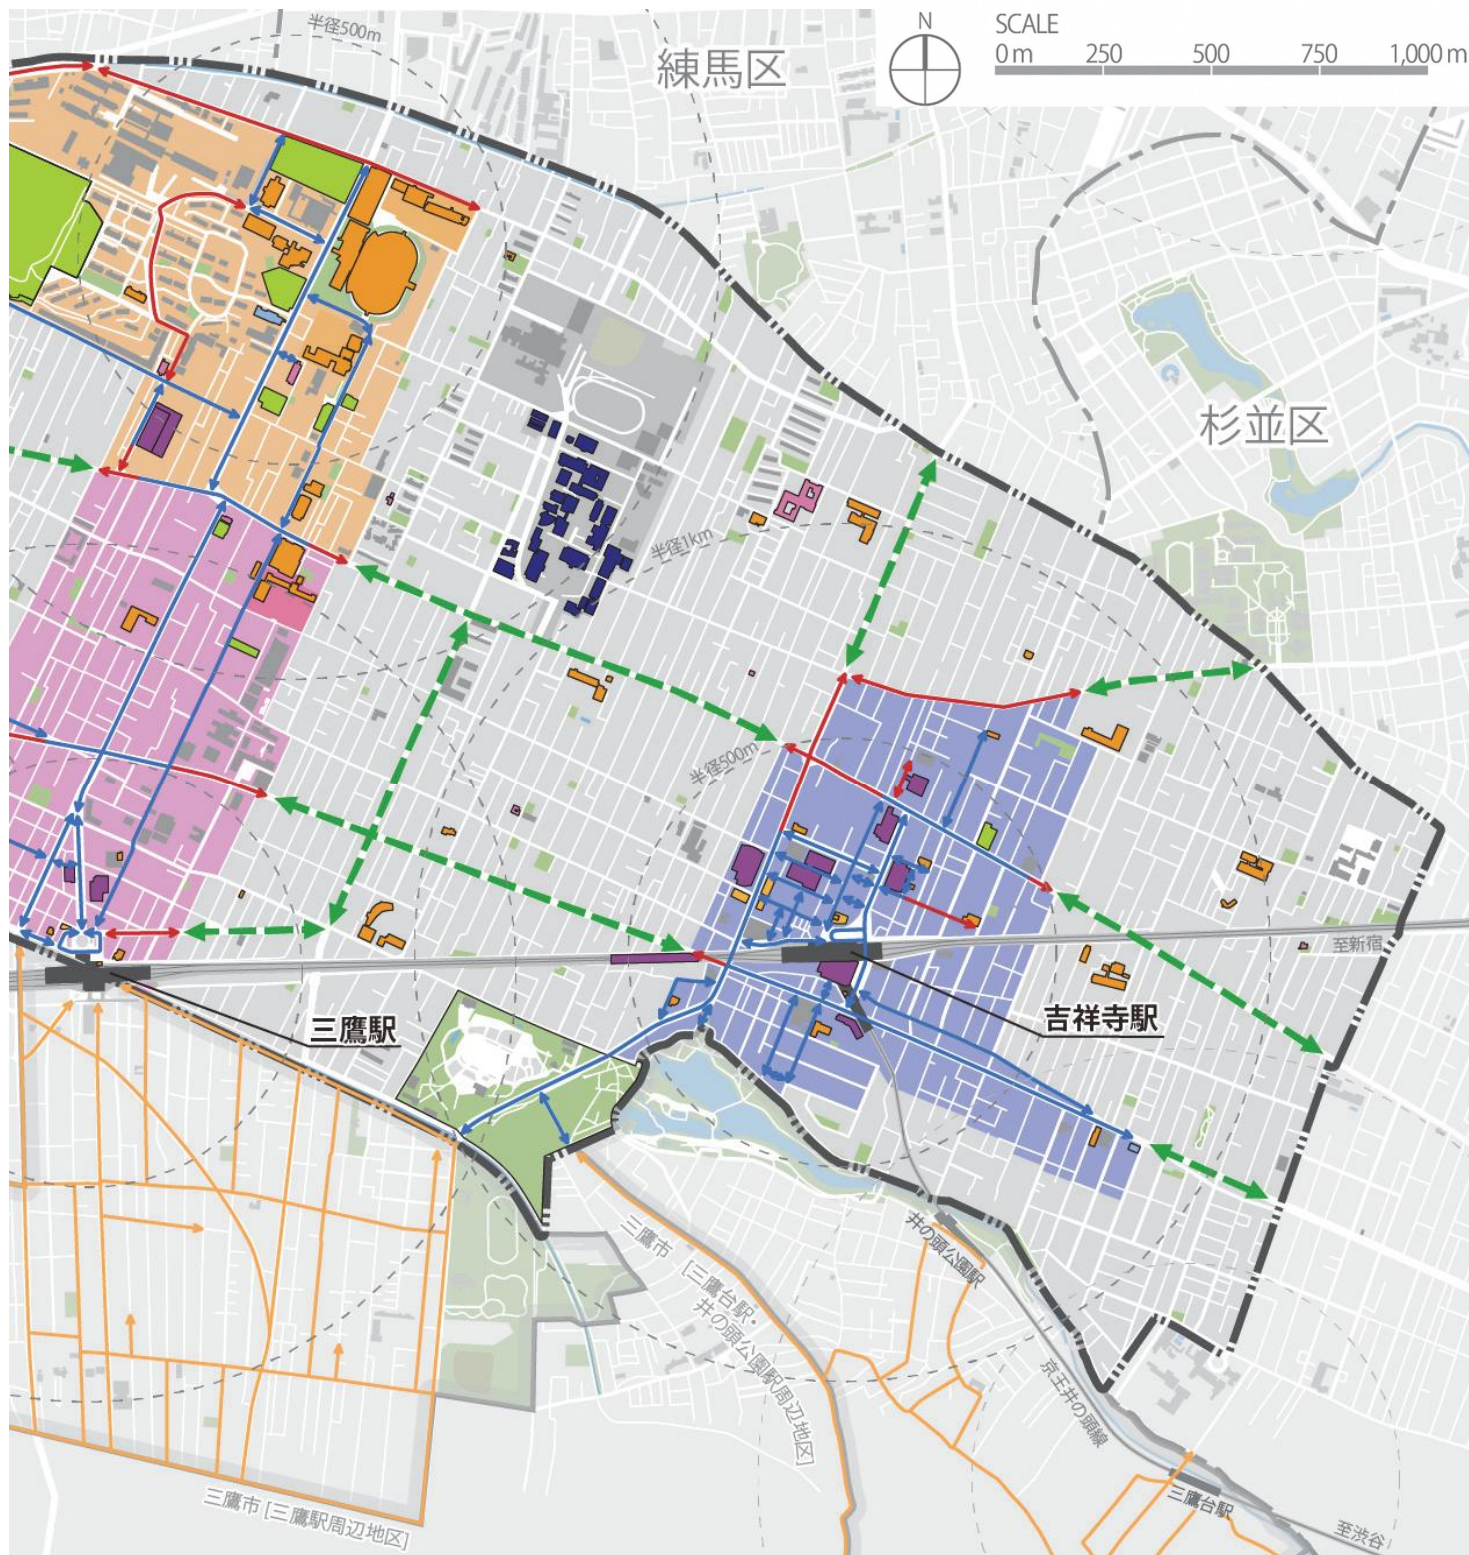 半径500m
練馬区
N
SCALE
0m 250 500 750 1,000m
杉並区
半径1km
半径500m
至新宿
三鷹駅
吉祥寺駅
井の頭公園駅
三鷹市 [三鷹台駅・
井の頭公園駅周辺地区]
京王井の頭線
三鷹台駅
至渋谷
三鷹市 [三鷹駅周辺地区]